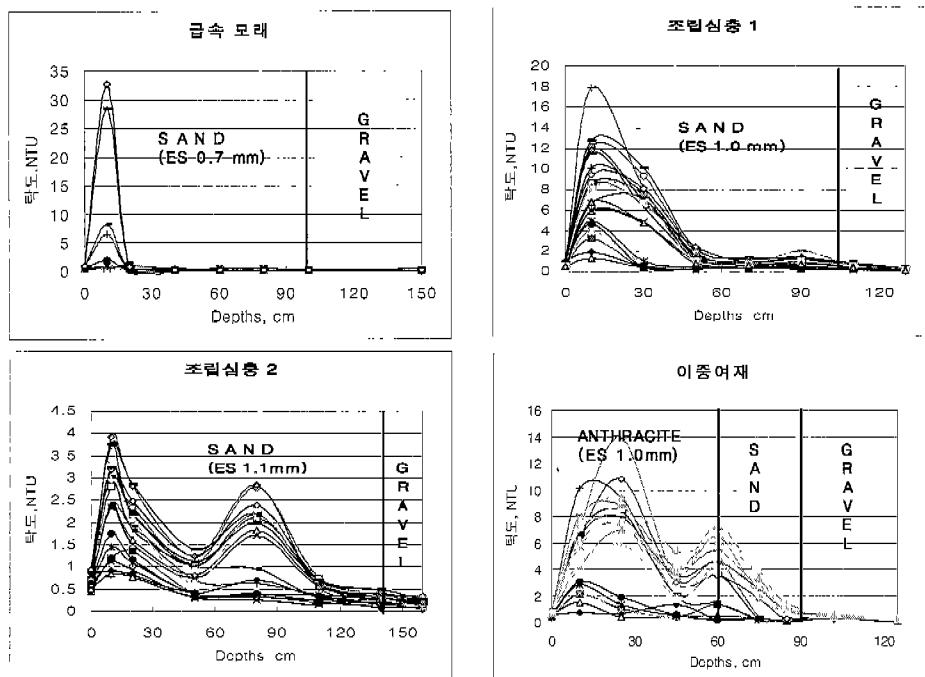 급속 모래
35
30
25
20
15
10
5
0
탁도,NTU
SAND
(ES 0.7 mm)
GRAVEL
0 30 60 90 120 150
Depths, cm
조립심층 1
20
18
16
14
12
10
8
6
4
2
0
탁도,NTU
SAND
(ES 1.0 mm)
GRAVEL
0 30 60 90 120
Depths cm
조립심층 2
4.5
4
3.5
3
2.5
2
1.5
1
0.5
0
탁도,NTU
SAND
(ES 1.1mm)
GRAVEL
0 30 60 90 120 150
Depths cm
이중여재
16
14
12
10
8
6
4
2
0
탁도,NTU
ANTHRACITE
(ES 1.0mm)
SAND
GRAVEL
0 30 60 90 120
Depths, cm